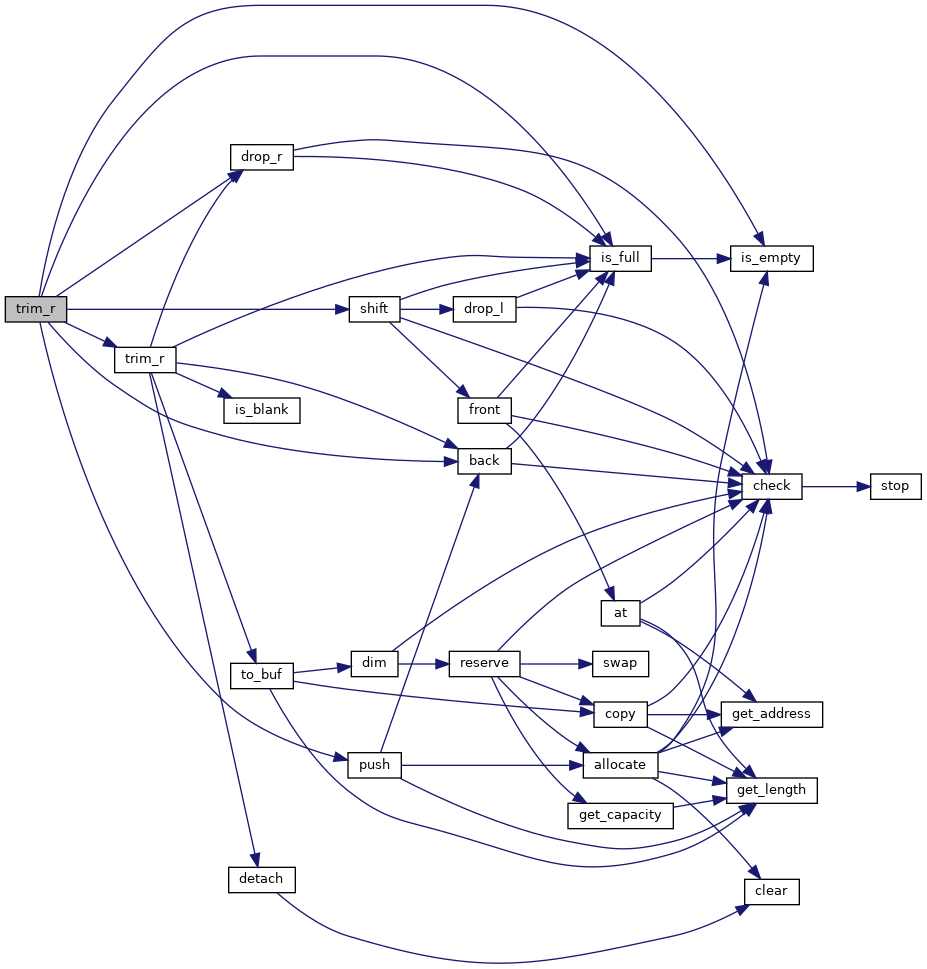 trim_r
drop_r
is_full
is_empty
shift
drop_l
trim_r
is_blank
front
back
check
stop
at
to_buf
dim
reserve
swap
copy
get_address
push
allocate
get_length
get_capacity
detach
clear